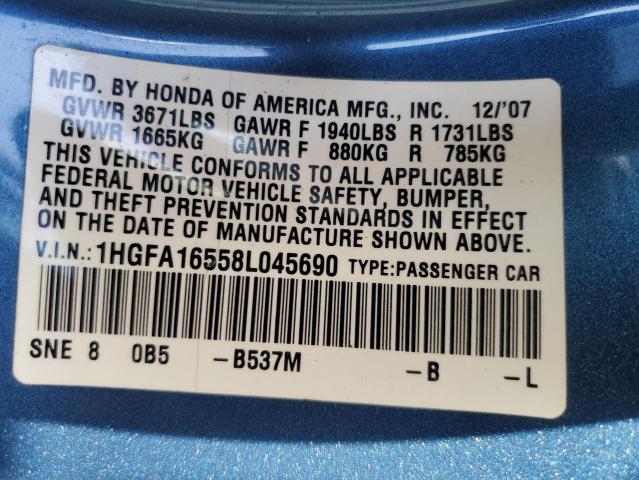 MFD. BY HONDA OF AMERICA MFG., INC. 12/'07
GVWR 3671LBS GAWR F 1940LBS R 1731LBS
GVWR 1665KG GAWR F 880KG R 785KG
THIS VEHICLE CONFORMS TO ALL APPLICABLE
FEDERAL MOTOR VEHICLE SAFETY, BUMPER,
AND THEFT PREVENTION STANDARDS IN EFFECT
ON THE DATE OF MANUFACTURE SHOWN ABOVE.
V.I.N.: 1HGFA16558L045690 TYPE:PASSENGER CAR
SNE 8 0B5 -B537M -B -L